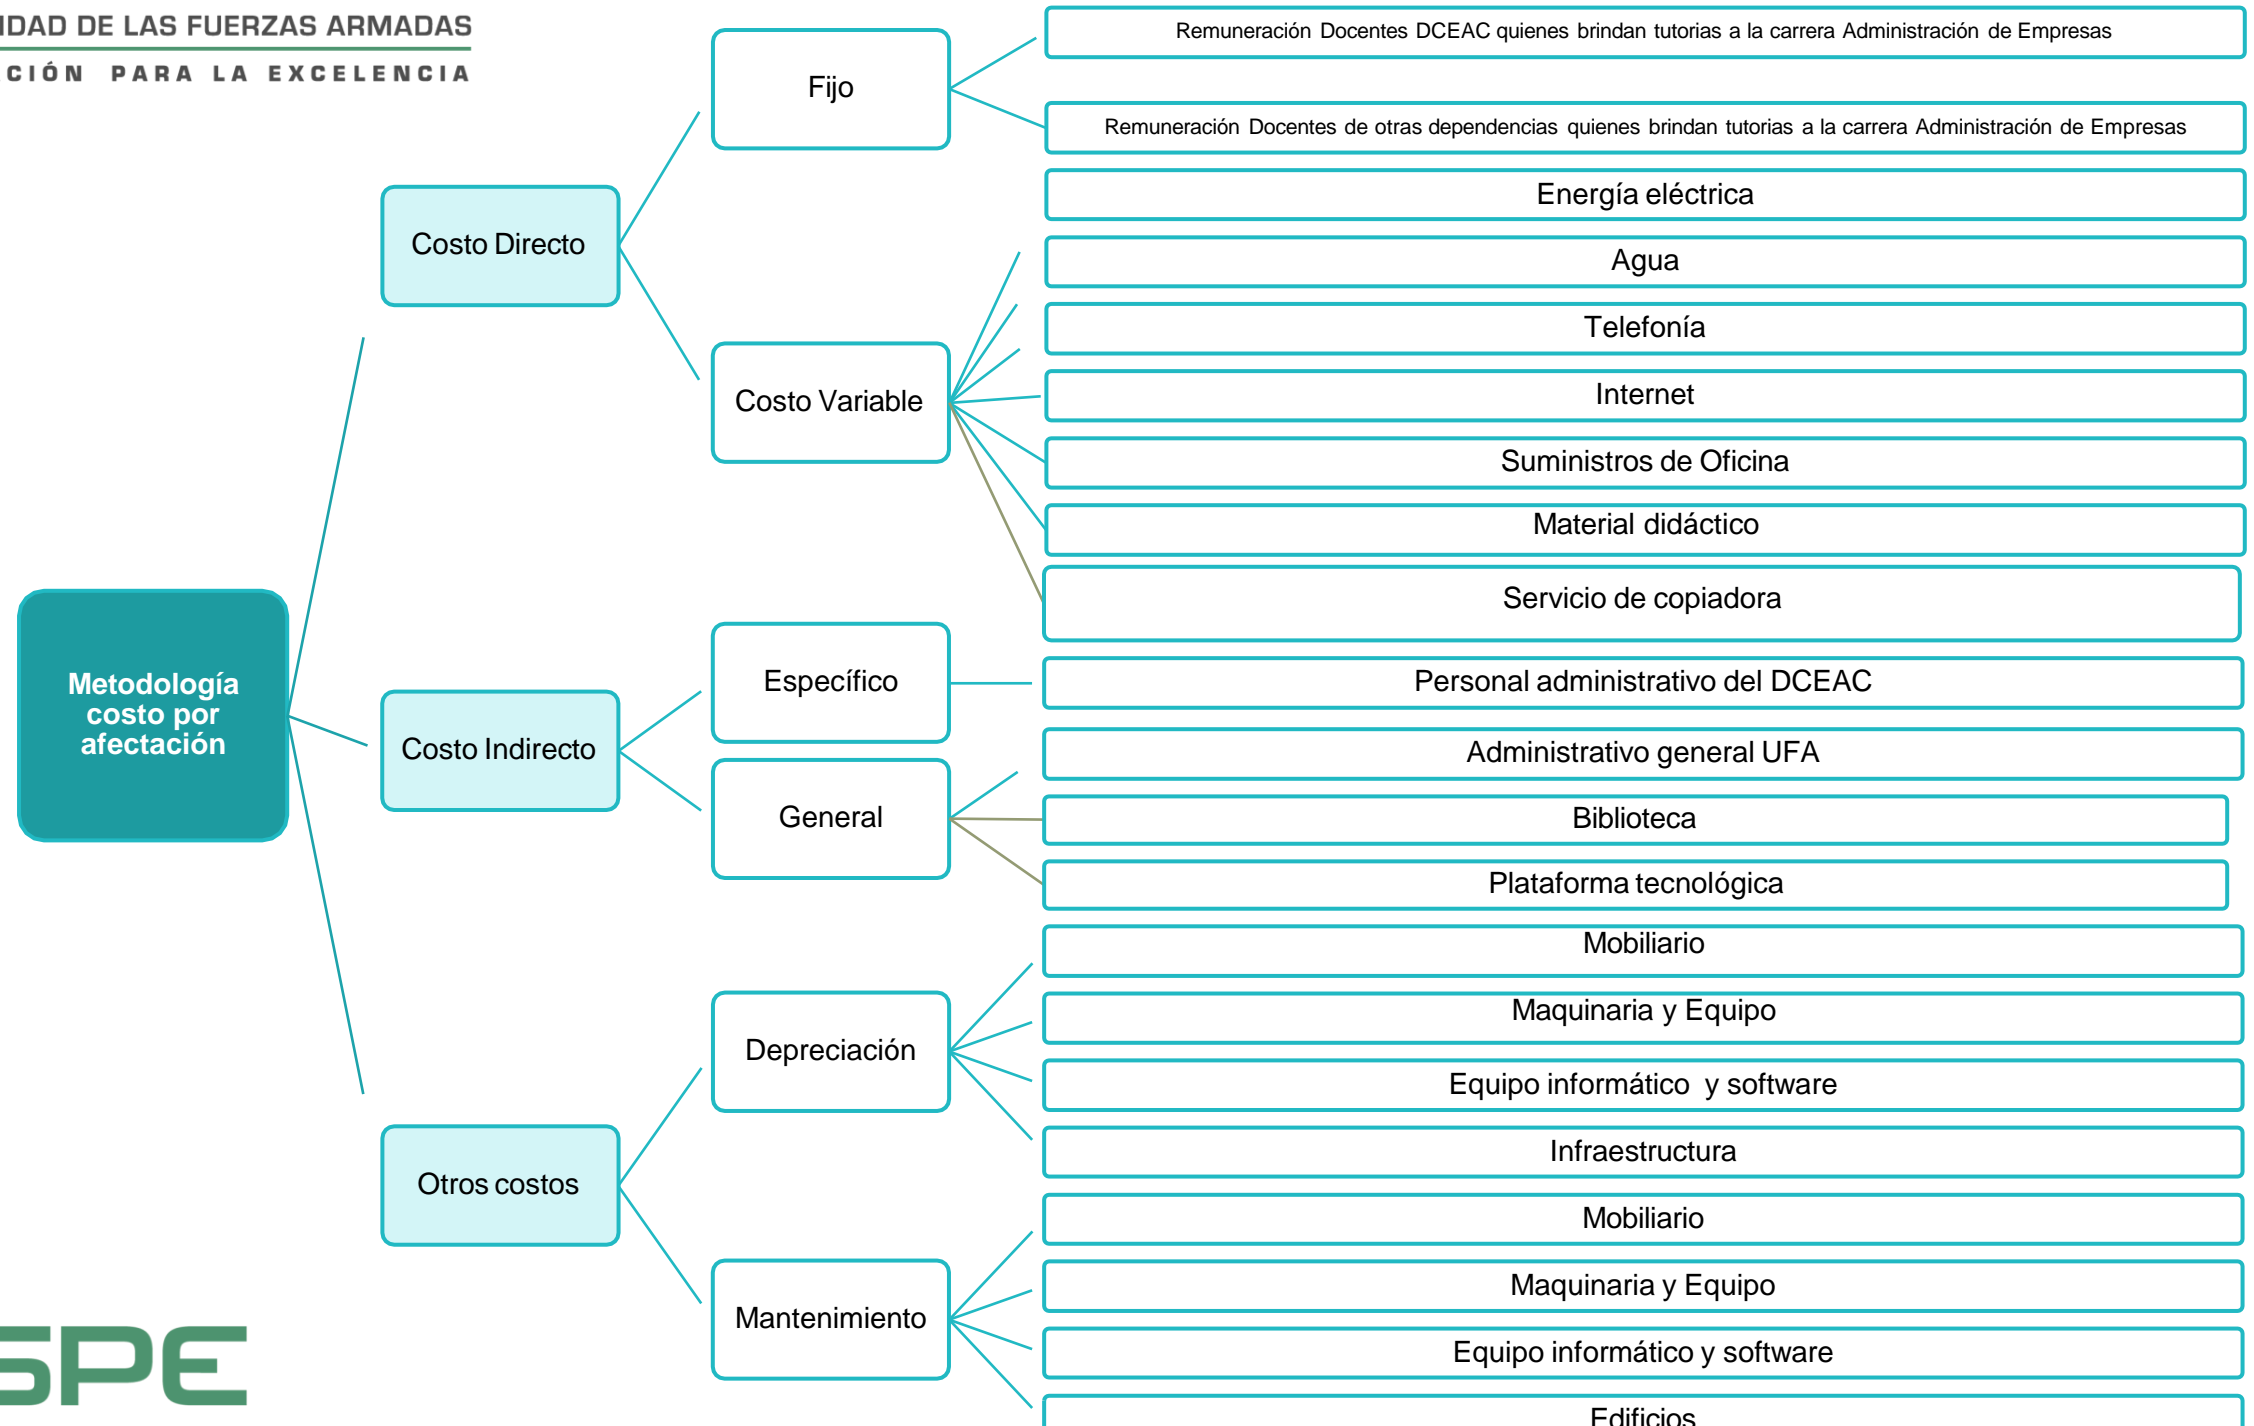 IDAD DE LAS FUERZAS ARMADAS
CIÓN PARA LA EXCELENCIA
Metodología
costo por
afectación
Costo Directo
Fijo
Remuneración Docentes DCEAC quienes brindan tutorias a la carrera Administración de Empresas
Remuneración Docentes de otras dependencias quienes brindan tutorias a la carrera Administración de Empresas
Costo Variable
Energía eléctrica
Agua
Telefonía
Internet
Suministros de Oficina
Material didáctico
Servicio de copiadora
Costo Indirecto
Específico
Personal administrativo del DCEAC
General
Administrativo general UFA
Biblioteca
Plataforma tecnológica
Otros costos
Depreciación
Mobiliario
Maquinaria y Equipo
Equipo informático y software
Infraestructura
Mantenimiento
Mobiliario
Maquinaria y Equipo
Equipo informático y software
Edificios
SPE